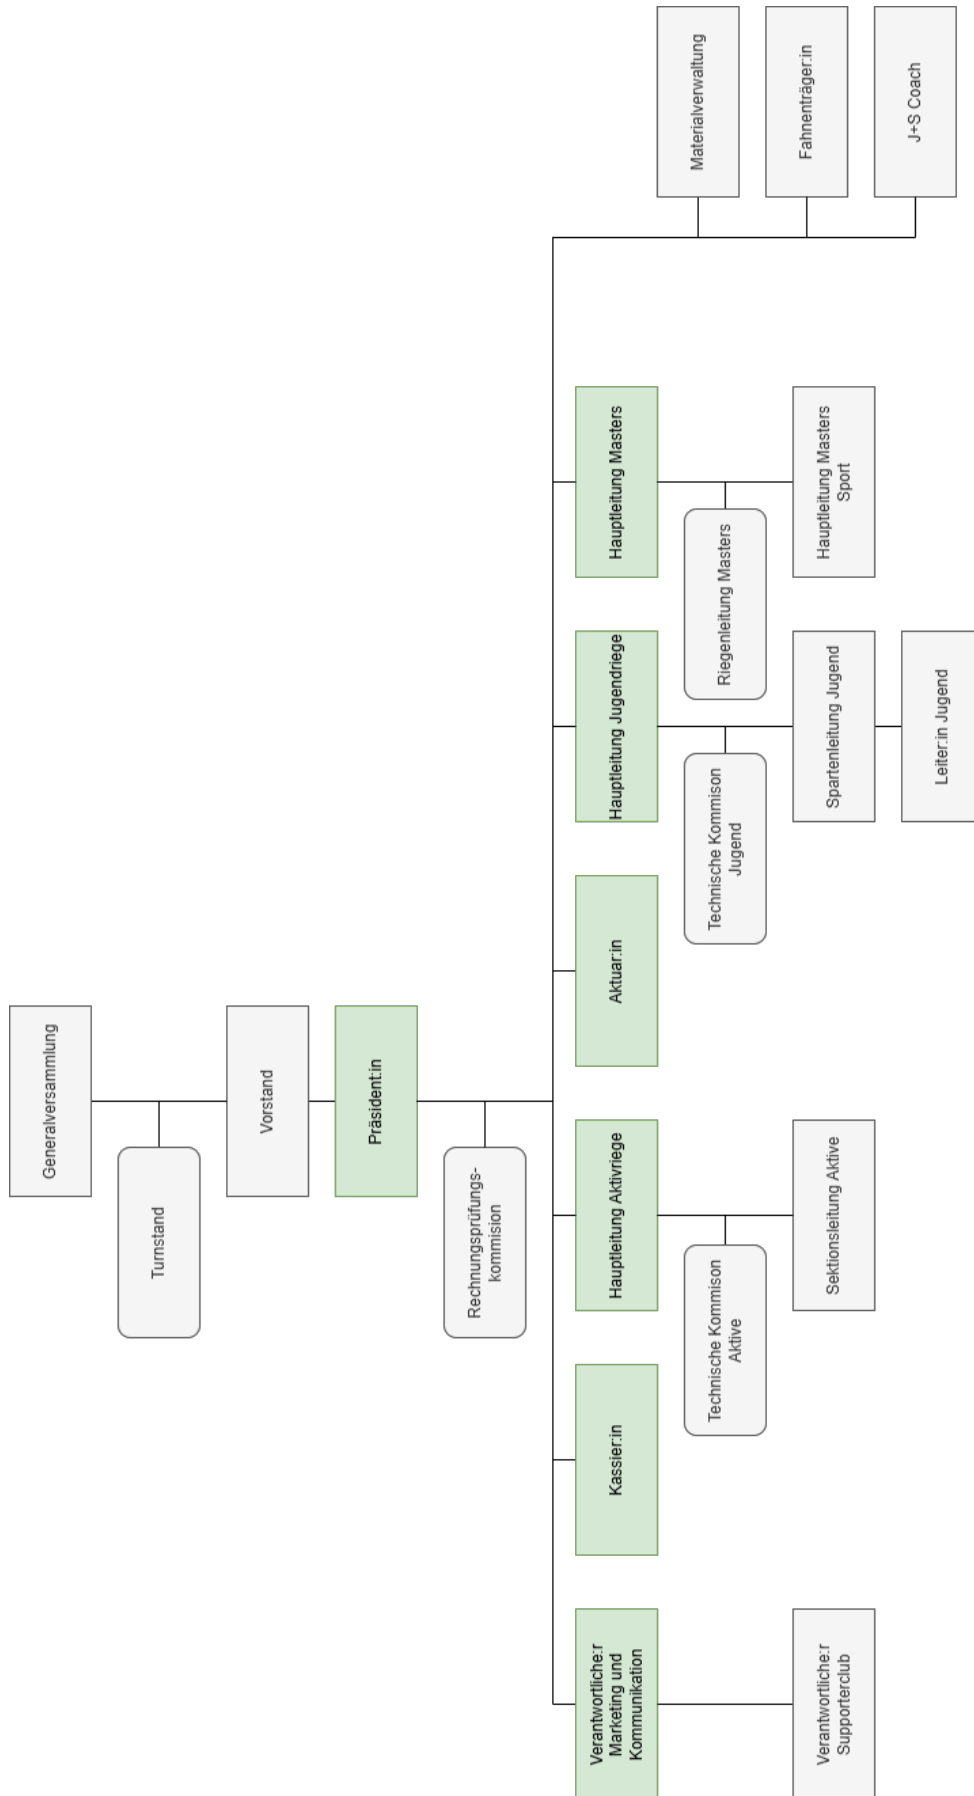 Generalversammlung
Turnstand
Vorstand
Präsident:in
Rechnungsprüfungs-
kommision
Verantwortliche:r
Marketing und
Kommunikation
Kassier:in
Hauptleitung Aktivriege
Aktuar:in
Hauptleitung Jugendriege
Hauptleitung Masters
Technische Kommison
Aktive
Technische Kommison
Jugend
Riegenleitung Masters
Verantwortliche:r
Supporterclub
Sektionsleitung Aktive
Spartenleitung Jugend
Hauptleitung Masters
Sport
Leiter:in Jugend
Materialverwaltung
Fahnenträger:in
J+S Coach